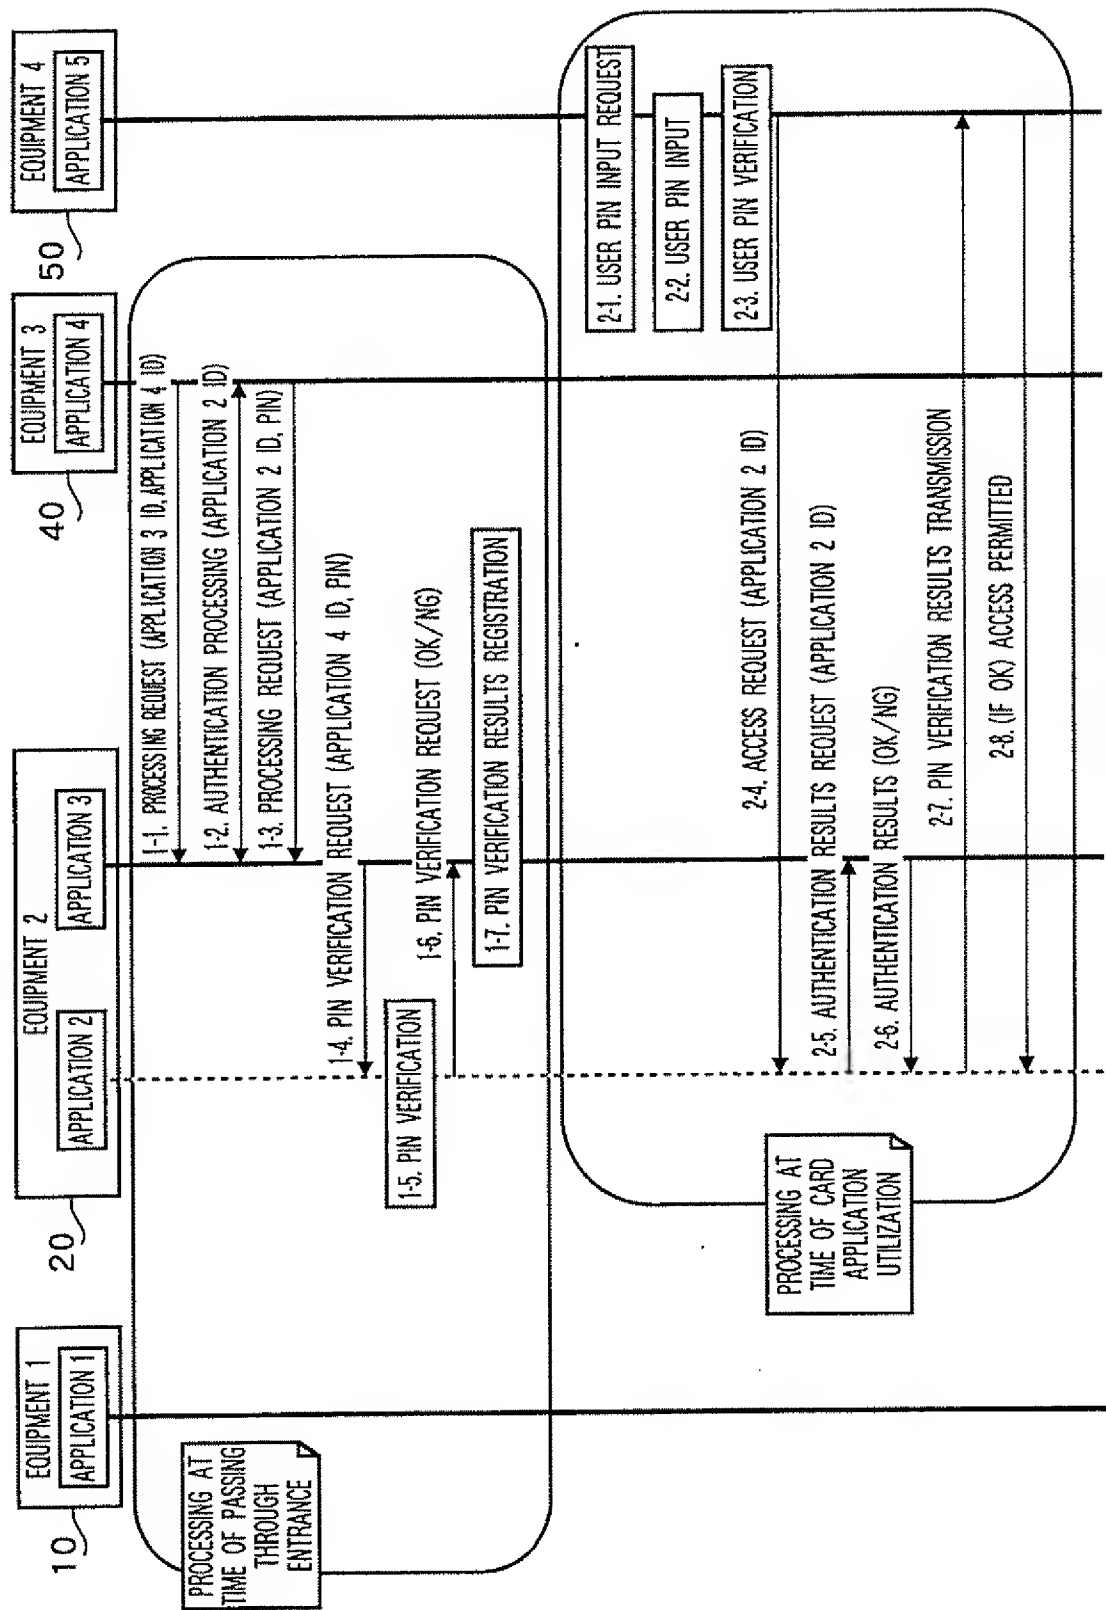 10
EQUIPMENT 1
APPLICATION 1
20
EQUIPMENT 2
APPLICATION 2
APPLICATION 3
40
EQUIPMENT 3
APPLICATION 4
50
EQUIPMENT 4
APPLICATION 5
PROCESSING AT
TIME OF PASSING
THROUGH
ENTRANCE
1-1. PROCESSING REQUEST (APPLICATION 3 ID, APPLICATION 4 ID)
1-2. AUTHENTICATION PROCESSING (APPLICATION 2 ID)
1-3. PROCESSING REQUEST (APPLICATION 2 ID, PIN)
1-4. PIN VERIFICATION REQUEST (APPLICATION 4 ID, PIN)
1-5. PIN VERIFICATION
1-6. PIN VERIFICATION REQUEST (OK/NG)
1-7. PIN VERIFICATION RESULTS REGISTRATION
PROCESSING AT
TIME OF CARD
APPLICATION
UTILIZATION
2-1. USER PIN INPUT REQUEST
2-2. USER PIN INPUT
2-3. USER PIN VERIFICATION
2-4. ACCESS REQUEST (APPLICATION 2 ID)
2-5. AUTHENTICATION RESULTS REQUEST (APPLICATION 2 ID)
2-6. AUTHENTICATION RESULTS (OK/NG)
2-7. PIN VERIFICATION RESULTS TRANSMISSION
2-8. (IF OK) ACCESS PERMITTED